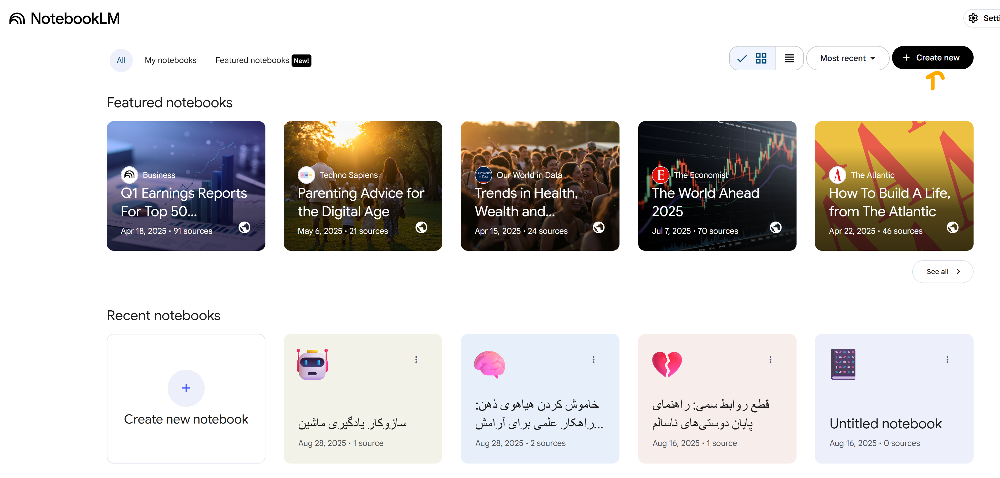 NotebookLM
Setti
All
My notebooks
Featured notebooks New!
Most recent
+ Create new
Featured notebooks
Business
Q1 Earnings Reports
For Top 50...
Apr 18, 2025 • 91 sources
Techno Sapiens
Parenting Advice for
the Digital Age
May 6, 2025 • 21 sources
Our World in Data
Our World in Data
Trends in Health,
Wealth and...
Apr 15, 2025 • 24 sources
E
The Economist
The World Ahead
2025
Jul 7, 2025 • 70 sources
A
The Atlantic
How To Build A Life,
from The Atlantic
Apr 22, 2025 • 46 sources
See all
Recent notebooks
+
Create new notebook
سازوکار یادگیری ماشین
Aug 28, 2025 • 1 source
خاموش کردن هیاهوی ذهن:
راهکار علمی برای آرامش...
Aug 28, 2025 • 2 sources
قطع روابط سمی: راهنمای
پایان دوستی‌های ناسالم
Aug 16, 2025 • 1 source
Untitled notebook
Aug 16, 2025 • 0 sources